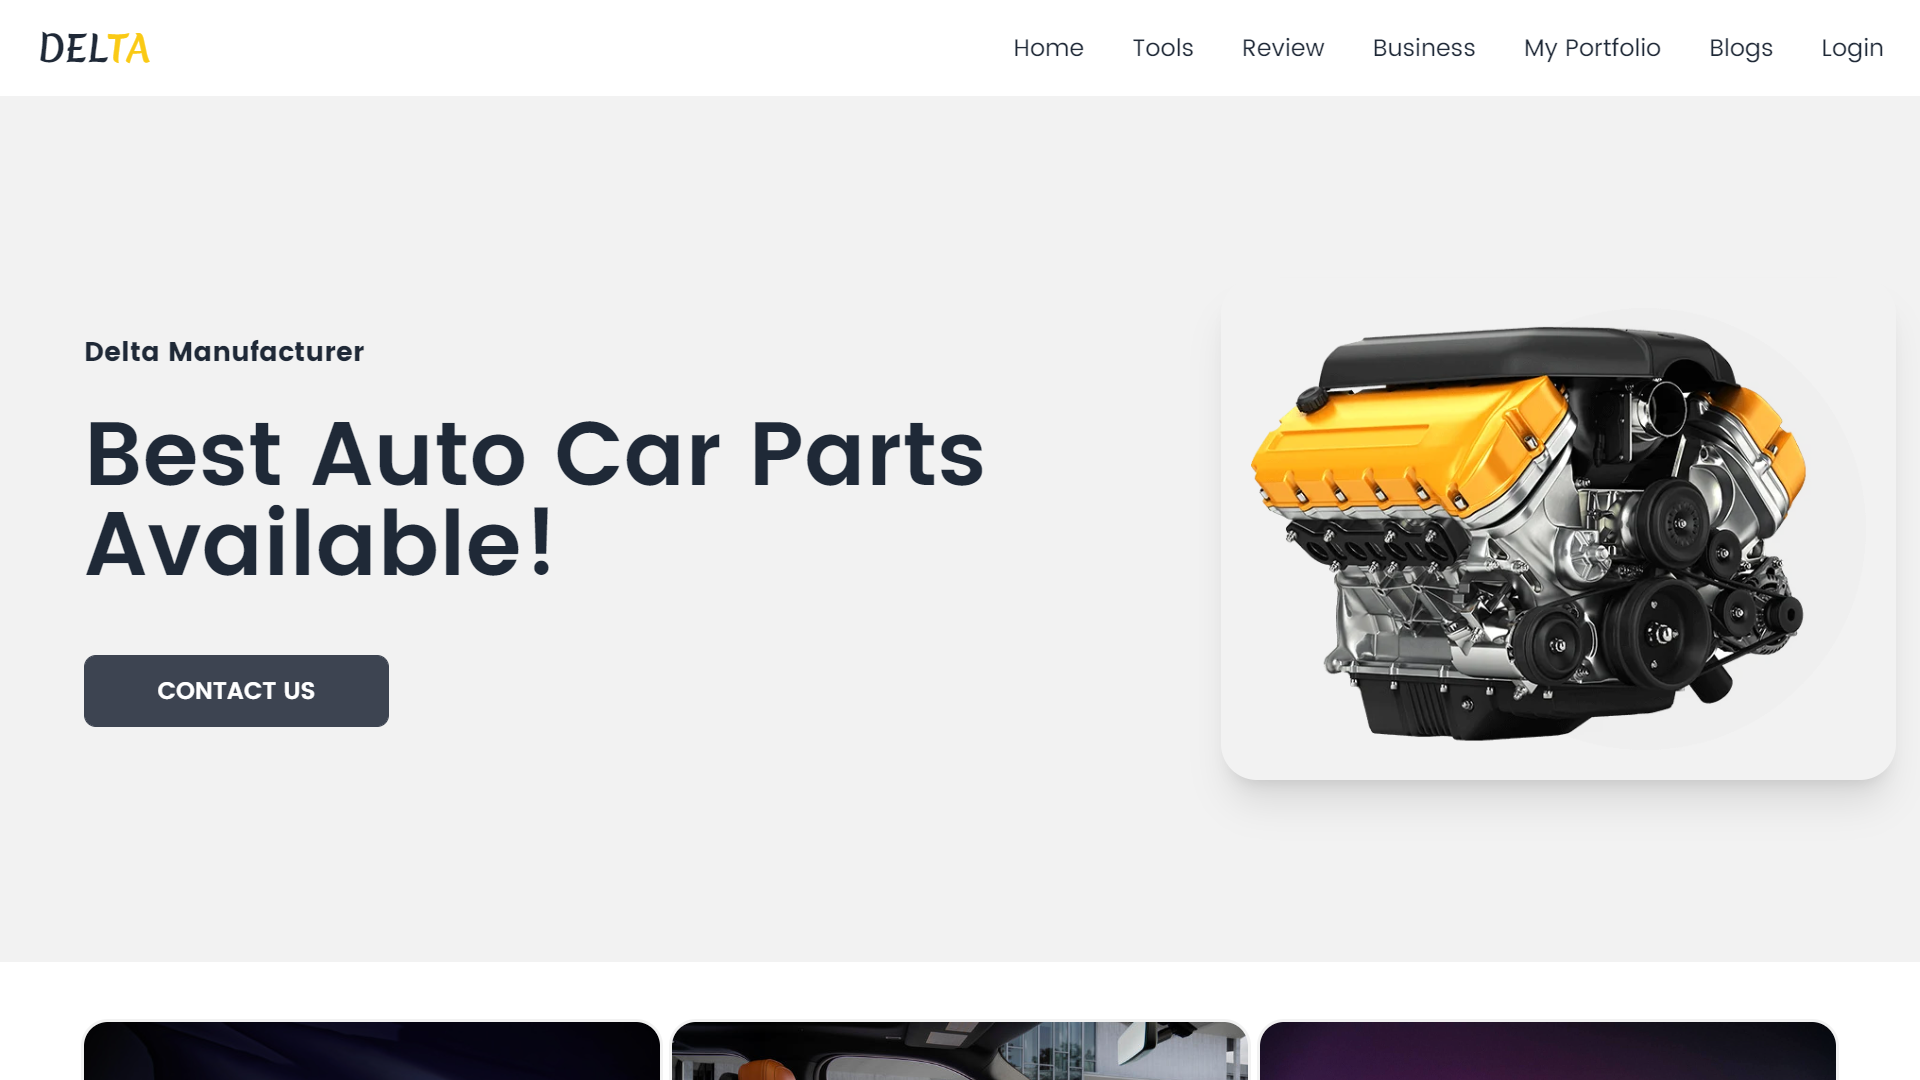 DELTA
Home Tools Review Business My Portfolio Blogs Login
Delta Manufacturer
Best Auto Car Parts
Available!
CONTACT US